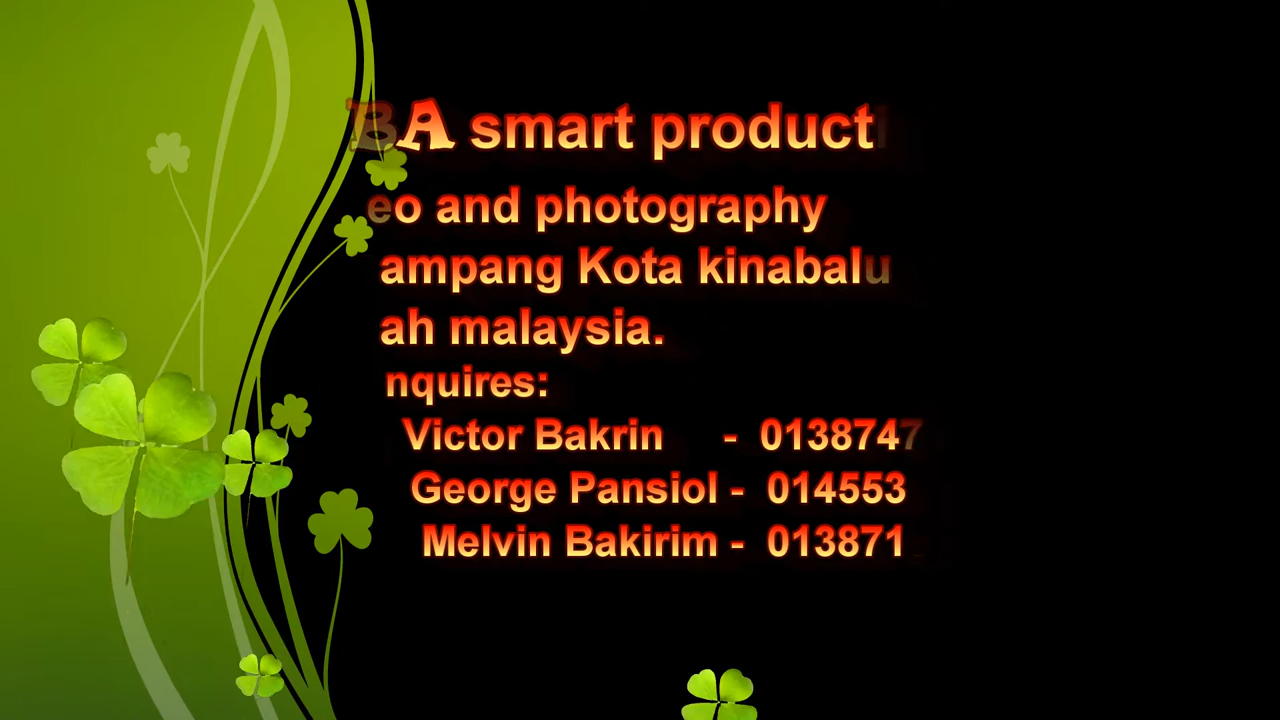 BA smart product
eo and photography
ampang Kota kinabalu
ah malaysia.
nquires:
Victor Bakrin - 0138747
George Pansiol - 014553
Melvin Bakirim - 013871